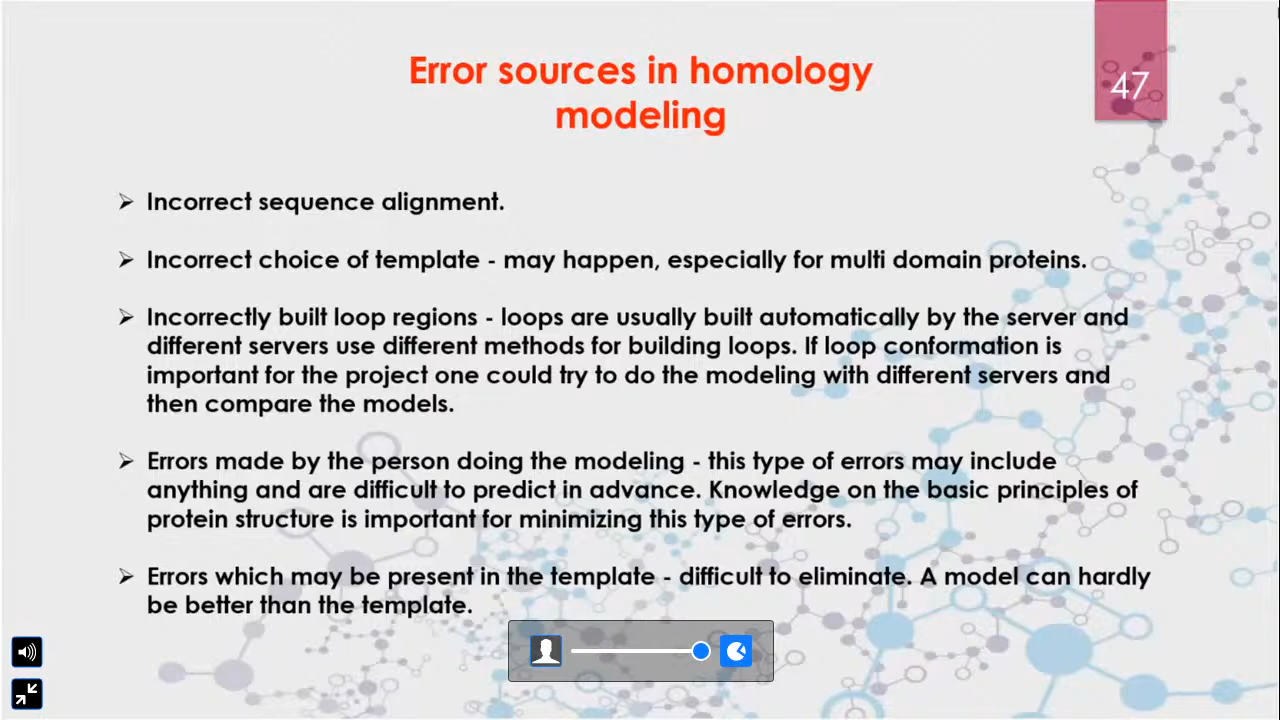 Error sources in homology
modeling
47
➢ Incorrect sequence alignment.
➢ Incorrect choice of template - may happen, especially for multi domain proteins.
➢ Incorrectly built loop regions - loops are usually built automatically by the server and
different servers use different methods for building loops. If loop conformation is
important for the project one could try to do the modeling with different servers and
then compare the models.
➢ Errors made by the person doing the modeling - this type of errors may include
anything and are difficult to predict in advance. Knowledge on the basic principles of
protein structure is important for minimizing this type of errors.
➢ Errors which may be present in the template - difficult to eliminate. A model can hardly
be better than the template.